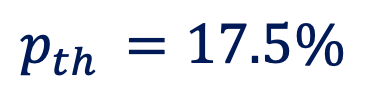 p_th = 17.5%